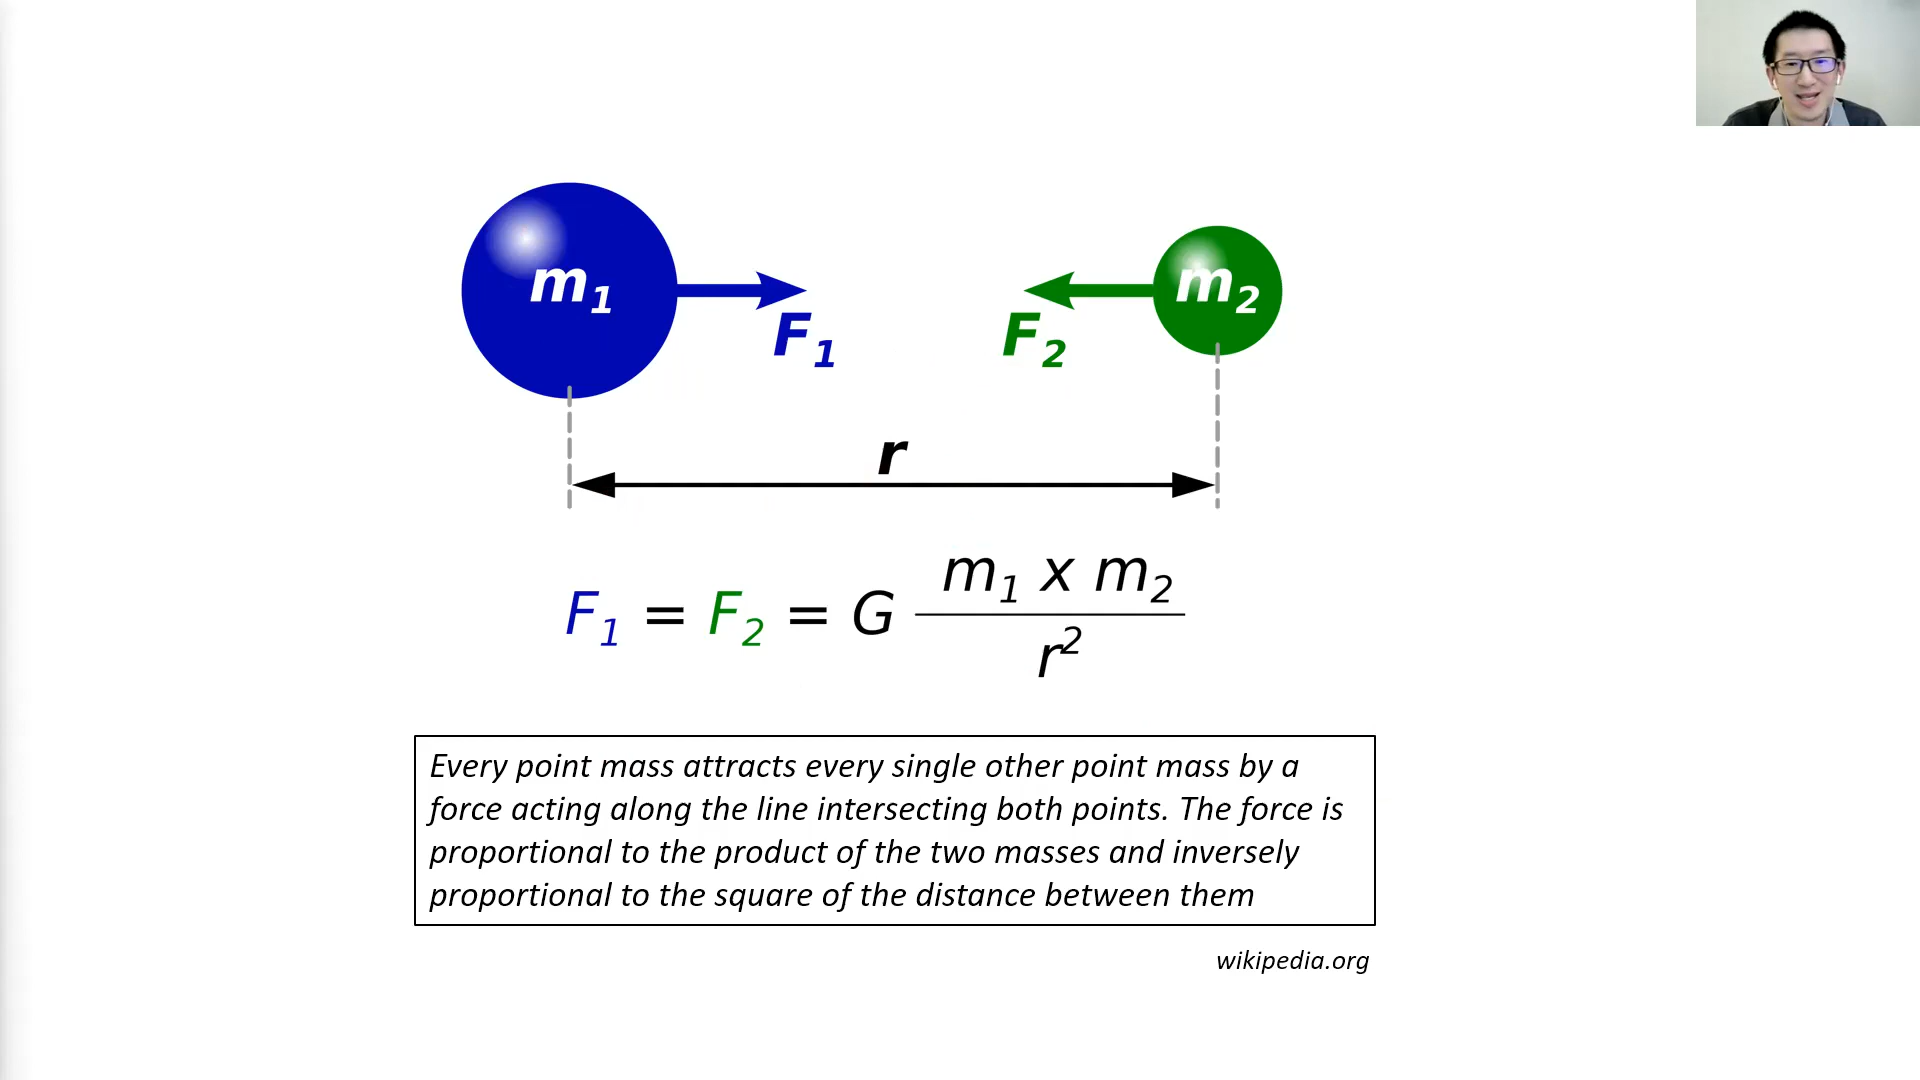 m1 m2
F1 F2
r
F1 = F2 = G m1 x m2 / r2
Every point mass attracts every single other point mass by a
force acting along the line intersecting both points. The force is
proportional to the product of the two masses and inversely
proportional to the square of the distance between them
wikipedia.org